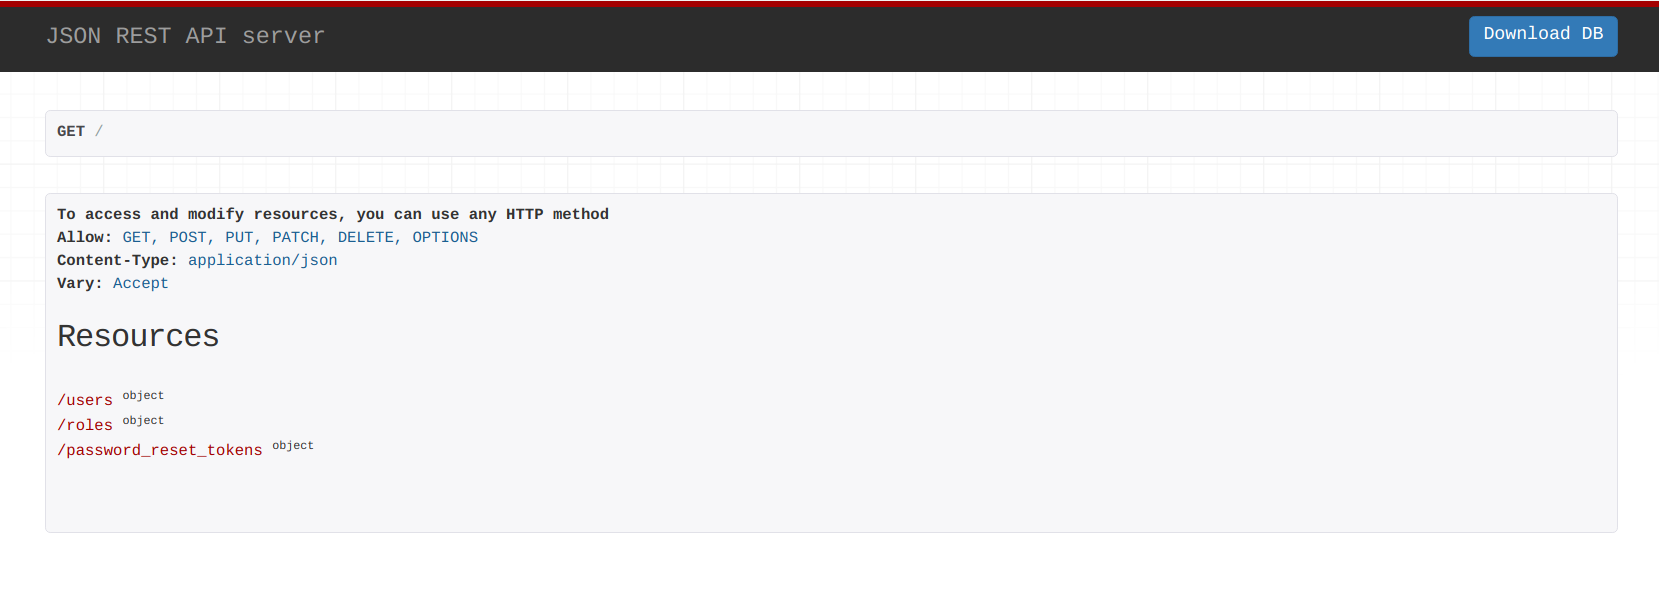 JSON REST API server
Download DB
GET /
To access and modify resources, you can use any HTTP method
Allow: GET, POST, PUT, PATCH, DELETE, OPTIONS
Content-Type: application/json
Vary: Accept
Resources
/users object
/roles object
/password_reset_tokens object